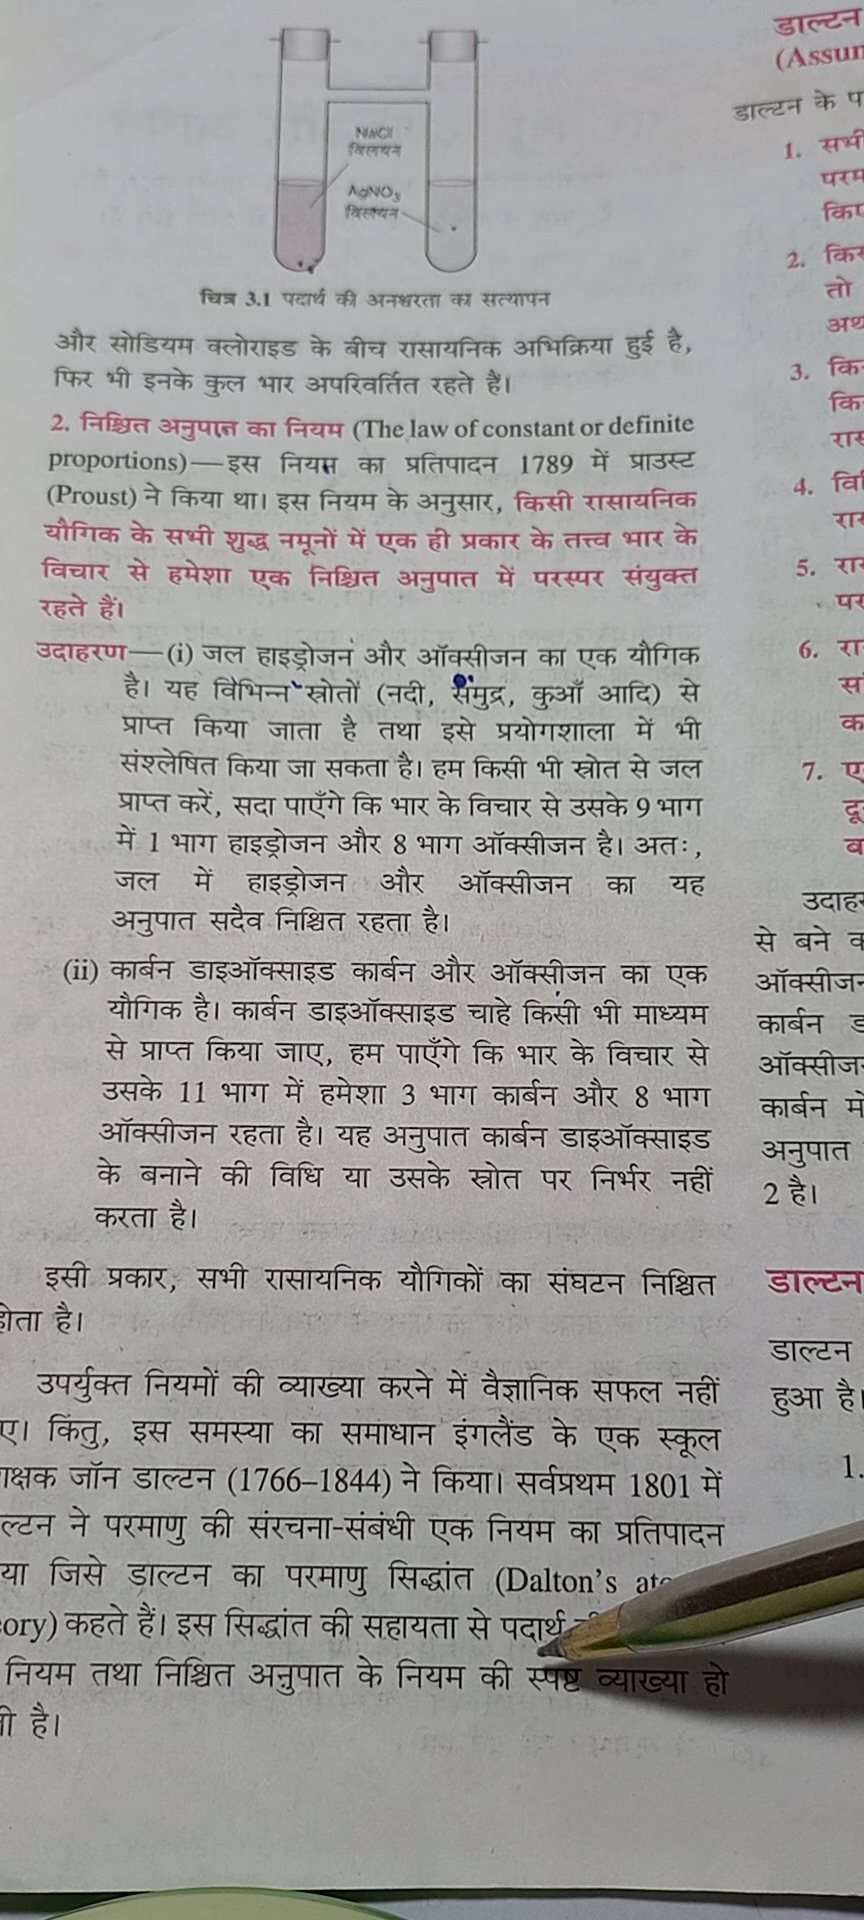 NaCl
विलयन
AgNO3
विलयन
चित्र 3.1 पदार्थ की अनश्वरता का सत्यापन
और सोडियम क्लोराइड के बीच रासायनिक अभिक्रिया हुई है,
फिर भी इनके कुल भार अपरिवर्तित रहते हैं।
2. निश्चित अनुपात का नियम (The law of constant or definite
proportions)—इस नियम का प्रतिपादन 1789 में प्राउस्ट
(Proust) ने किया था। इस नियम के अनुसार, किसी रासायनिक
यौगिक के सभी शुद्ध नमूनों में एक ही प्रकार के तत्त्व भार के
विचार से हमेशा एक निश्चित अनुपात में परस्पर संयुक्त
रहते हैं।
उदाहरण—(i) जल हाइड्रोजन और ऑक्सीजन का एक यौगिक
है। यह विभिन्न स्रोतों (नदी, समुद्र, कुआँ आदि) से
प्राप्त किया जाता है तथा इसे प्रयोगशाला में भी
संश्लेषित किया जा सकता है। हम किसी भी स्रोत से जल
प्राप्त करें, सदा पाएँगे कि भार के विचार से उसके 9 भाग
में 1 भाग हाइड्रोजन और 8 भाग ऑक्सीजन है। अतः,
जल में हाइड्रोजन और ऑक्सीजन का यह
अनुपात सदैव निश्चित रहता है।
(ii) कार्बन डाइऑक्साइड कार्बन और ऑक्सीजन का एक
यौगिक है। कार्बन डाइऑक्साइड चाहे किसी भी माध्यम
से प्राप्त किया जाए, हम पाएँगे कि भार के विचार से
उसके 11 भाग में हमेशा 3 भाग कार्बन और 8 भाग
ऑक्सीजन रहता है। यह अनुपात कार्बन डाइऑक्साइड
के बनाने की विधि या उसके स्रोत पर निर्भर नहीं
करता है।
इसी प्रकार, सभी रासायनिक यौगिकों का संघटन निश्चित
होता है।
उपर्युक्त नियमों की व्याख्या करने में वैज्ञानिक सफल नहीं
किंतु, इस समस्या का समाधान इंगलैंड के एक स्कूल
जॉन डाल्टन (1766–1844) ने किया। सर्वप्रथम 1801 में
ने परमाणु की संरचना-संबंधी एक नियम का प्रतिपादन
जिसे डाल्टन का परमाणु सिद्धांत (Dalton's
कहते हैं। इस सिद्धांत की सहायता से पदार्थ
नियम तथा निश्चित अनुपात के नियम की स्पष्ट व्याख्या हो
है।
डाल्टन
(Assum
डाल्टन के
1. सभी
2.
तो
3.
4.
5.
6.
7.
से बने
ऑक्सीजन
कार्बन
कार्बन में
अनुपात
2 है।
डाल्टन
डाल्टन
हुआ है।
1.